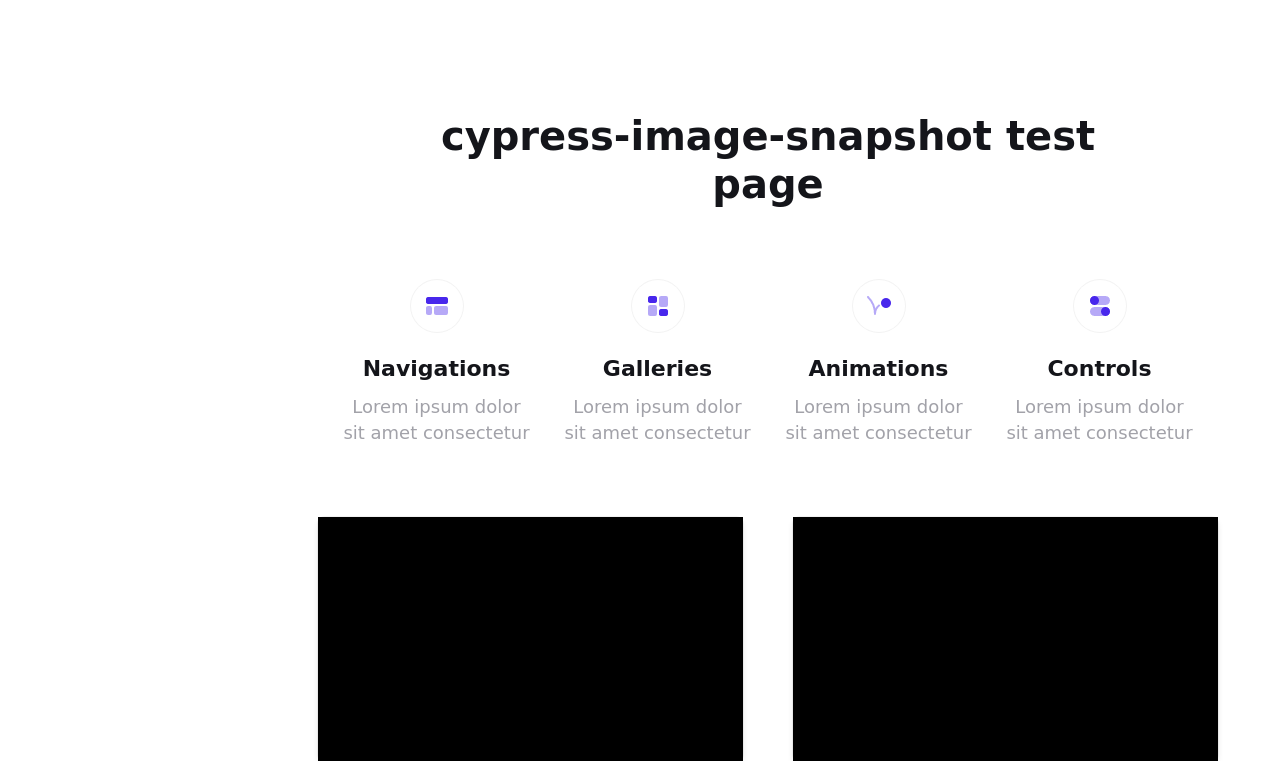 cypress-image-snapshot test
page
Navigations
Lorem ipsum dolor
sit amet consectetur
Galleries
Lorem ipsum dolor
sit amet consectetur
Animations
Lorem ipsum dolor
sit amet consectetur
Controls
Lorem ipsum dolor
sit amet consectetur